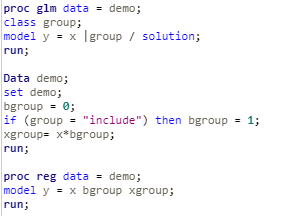 proc glm data = demo;
class group;
model y = x |group / solution;
run;
Data demo;
set demo;
bgroup = 0;
if (group = "include") then bgroup = 1;
xgroup= x*bgroup;
run;
proc reg data = demo;
model y = x bgroup xgroup;
run;